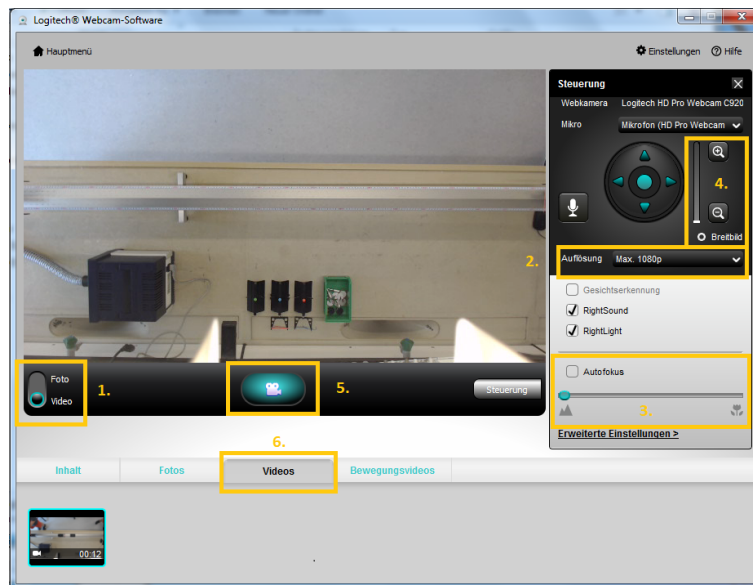 Logitech® Webcam-Software
Hauptmenü
Einstellungen
Hilfe
Steuerung
Webkamera Logitech HD Pro Webcam C920
Mikro Mikrofon (HD Pro Webcam
4.
Breitbild
2.
Auflösung Max. 1080p
Gesichtserkennung
RightSound
RightLight
Autofokus
3.
Erweiterte Einstellungen >
Foto
Video
1.
5.
Steuerung
6.
Inhalt Fotos Videos Bewegungsvideos
00:12